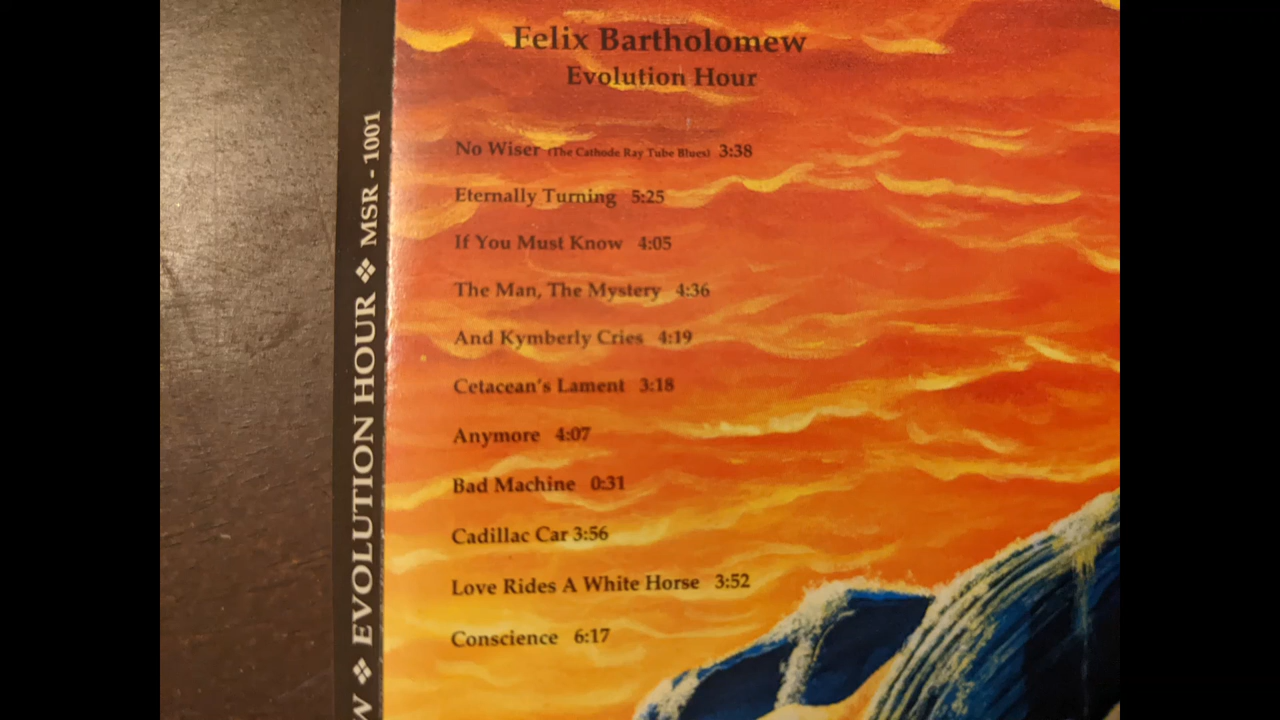 Felix Bartholomew
Evolution Hour
No Wiser (The Cathode Ray Tube Blues) 3:38
Eternally Turning 5:25
If You Must Know 4:05
The Man, The Mystery 4:36
And Kymberly Cries 4:19
Cetacean's Lament 3:18
Anymore 4:07
Bad Machine 0:31
Cadillac Car 3:56
Love Rides A White Horse 3:52
Conscience 6:17
W ❖ EVOLUTION HOUR ❖ MSR - 1001